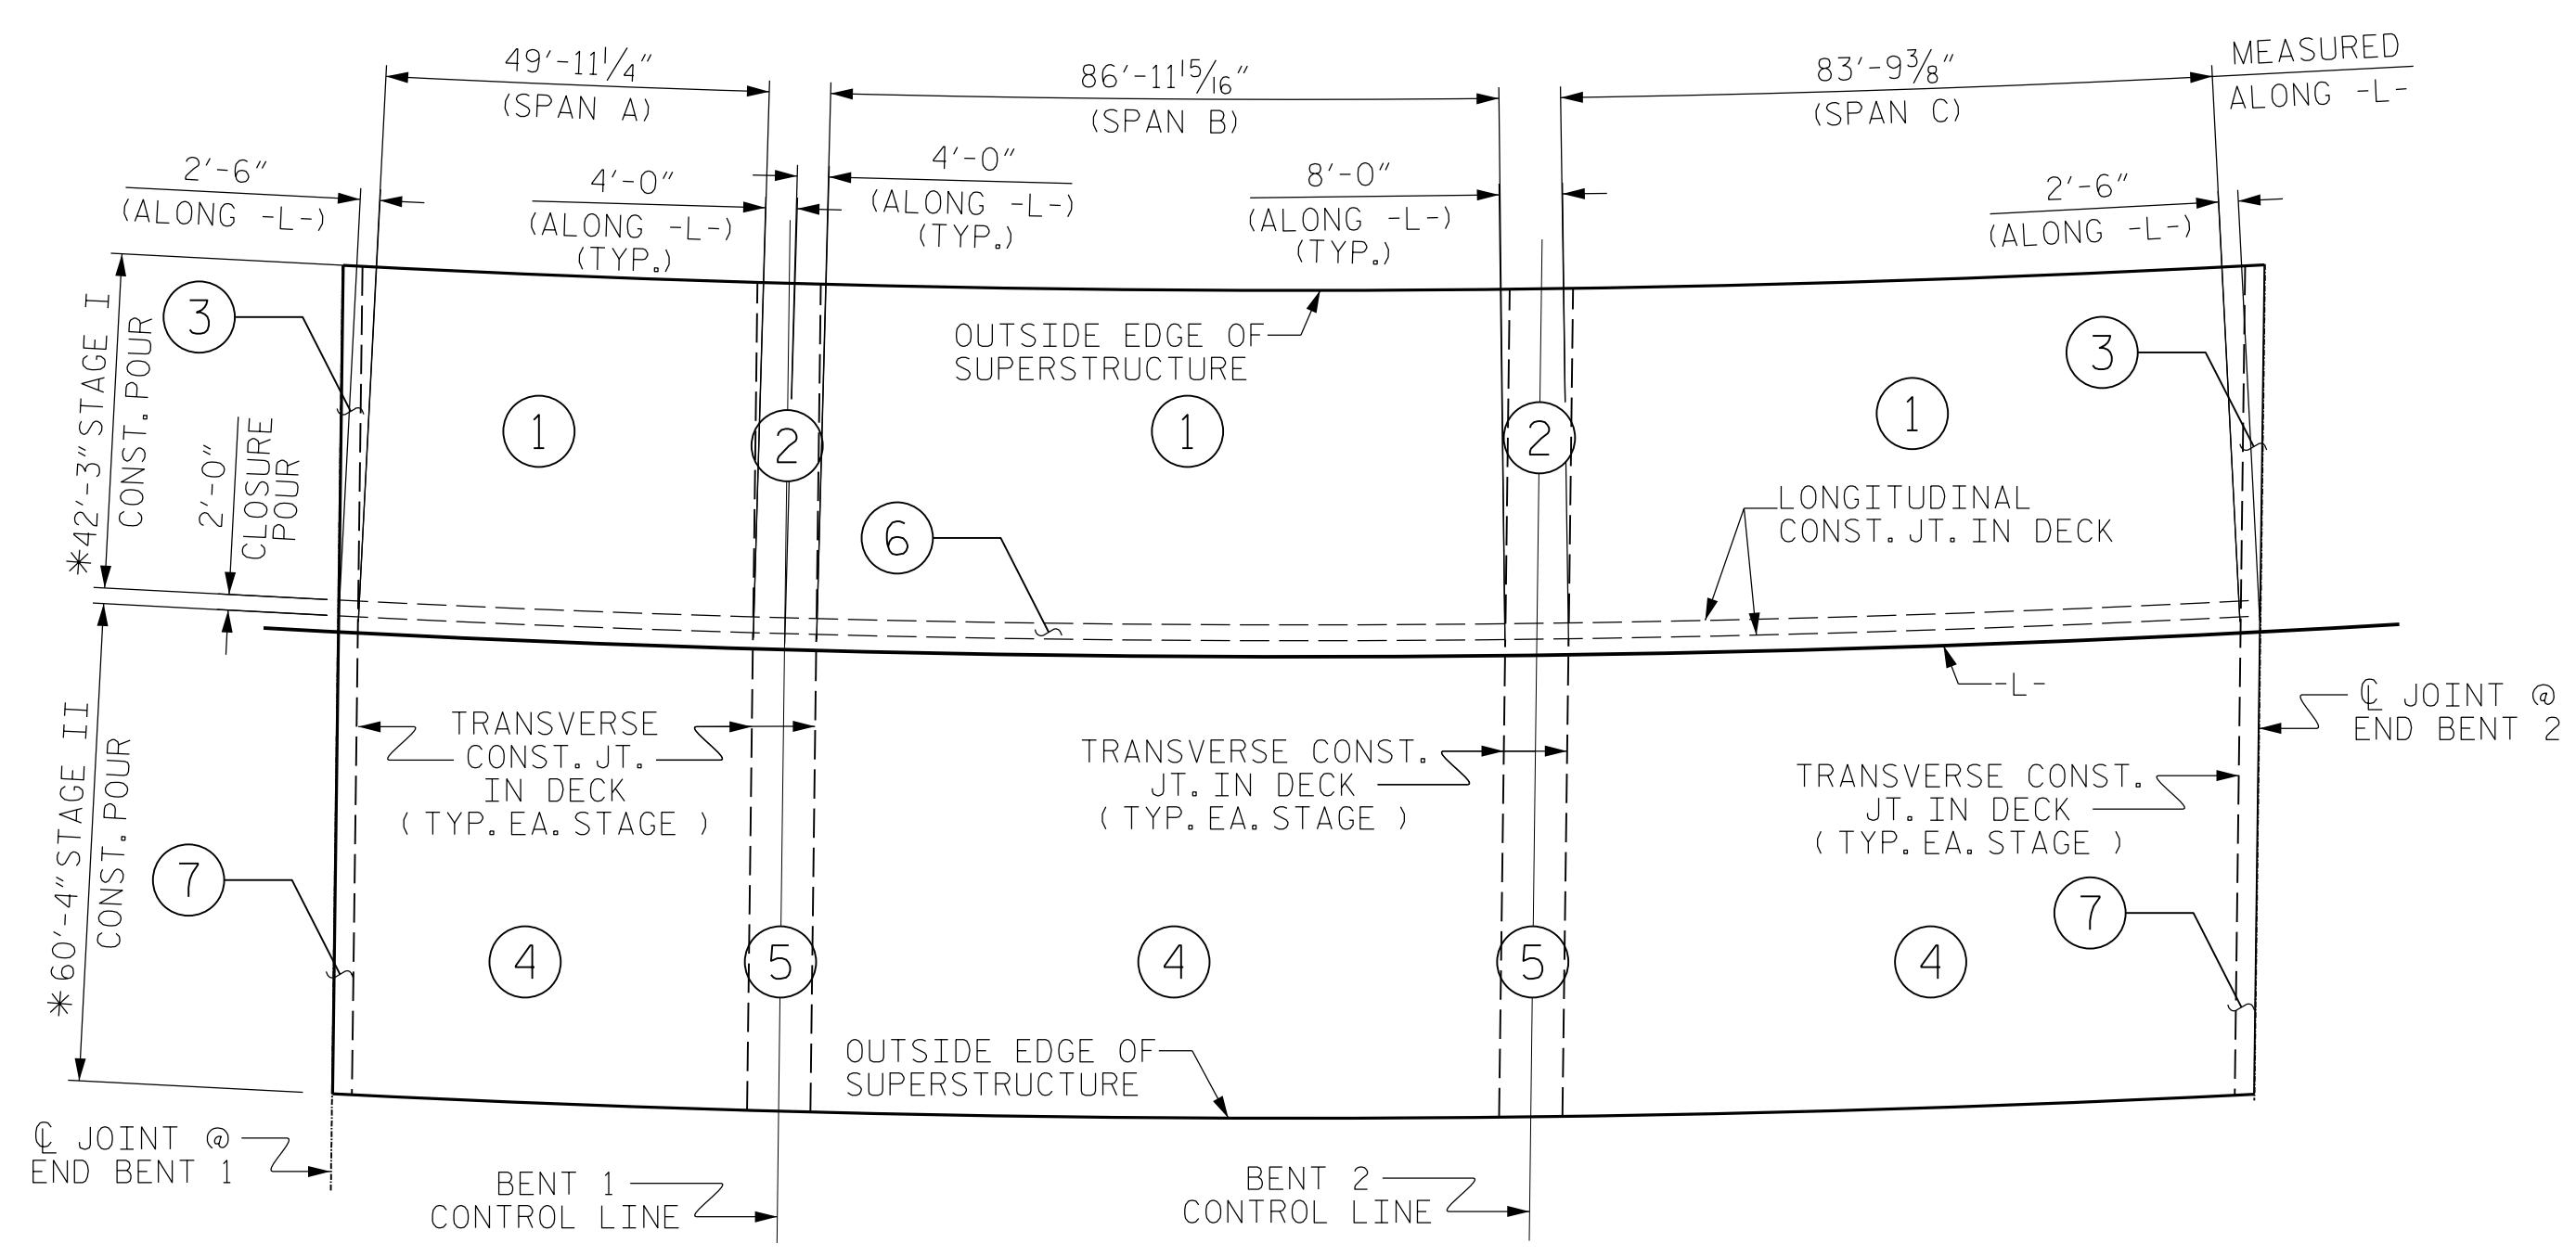 49'-11 1/4"
(SPAN A)
86'-11 15/16"
(SPAN B)
83'-9 3/8"
(SPAN C)
MEASURED
ALONG -L-
2'-6"
(ALONG -L-)
4'-0"
(ALONG -L-)
(TYP.)
4'-0"
(ALONG -L-)
(TYP.)
8'-0"
(ALONG -L-)
(TYP.)
2'-6"
(ALONG -L-)
*42'-3" STAGE I
CONST. POUR
2'-0"
CLOSURE
POUR
3
OUTSIDE EDGE OF
SUPERSTRUCTURE
3
1
2
1
2
1
6
LONGITUDINAL
CONST. JT. IN DECK
-L-
℄ JOINT @
END BENT 2
*60'-4" STAGE II
CONST. POUR
TRANSVERSE
CONST. JT.
IN DECK
( TYP. EA. STAGE )
TRANSVERSE CONST.
JT. IN DECK
( TYP. EA. STAGE )
TRANSVERSE CONST.
JT. IN DECK
( TYP. EA. STAGE )
7
7
4
5
4
5
4
OUTSIDE EDGE OF
SUPERSTRUCTURE
℄ JOINT @
END BENT 1
BENT 1
CONTROL LINE
BENT 2
CONTROL LINE